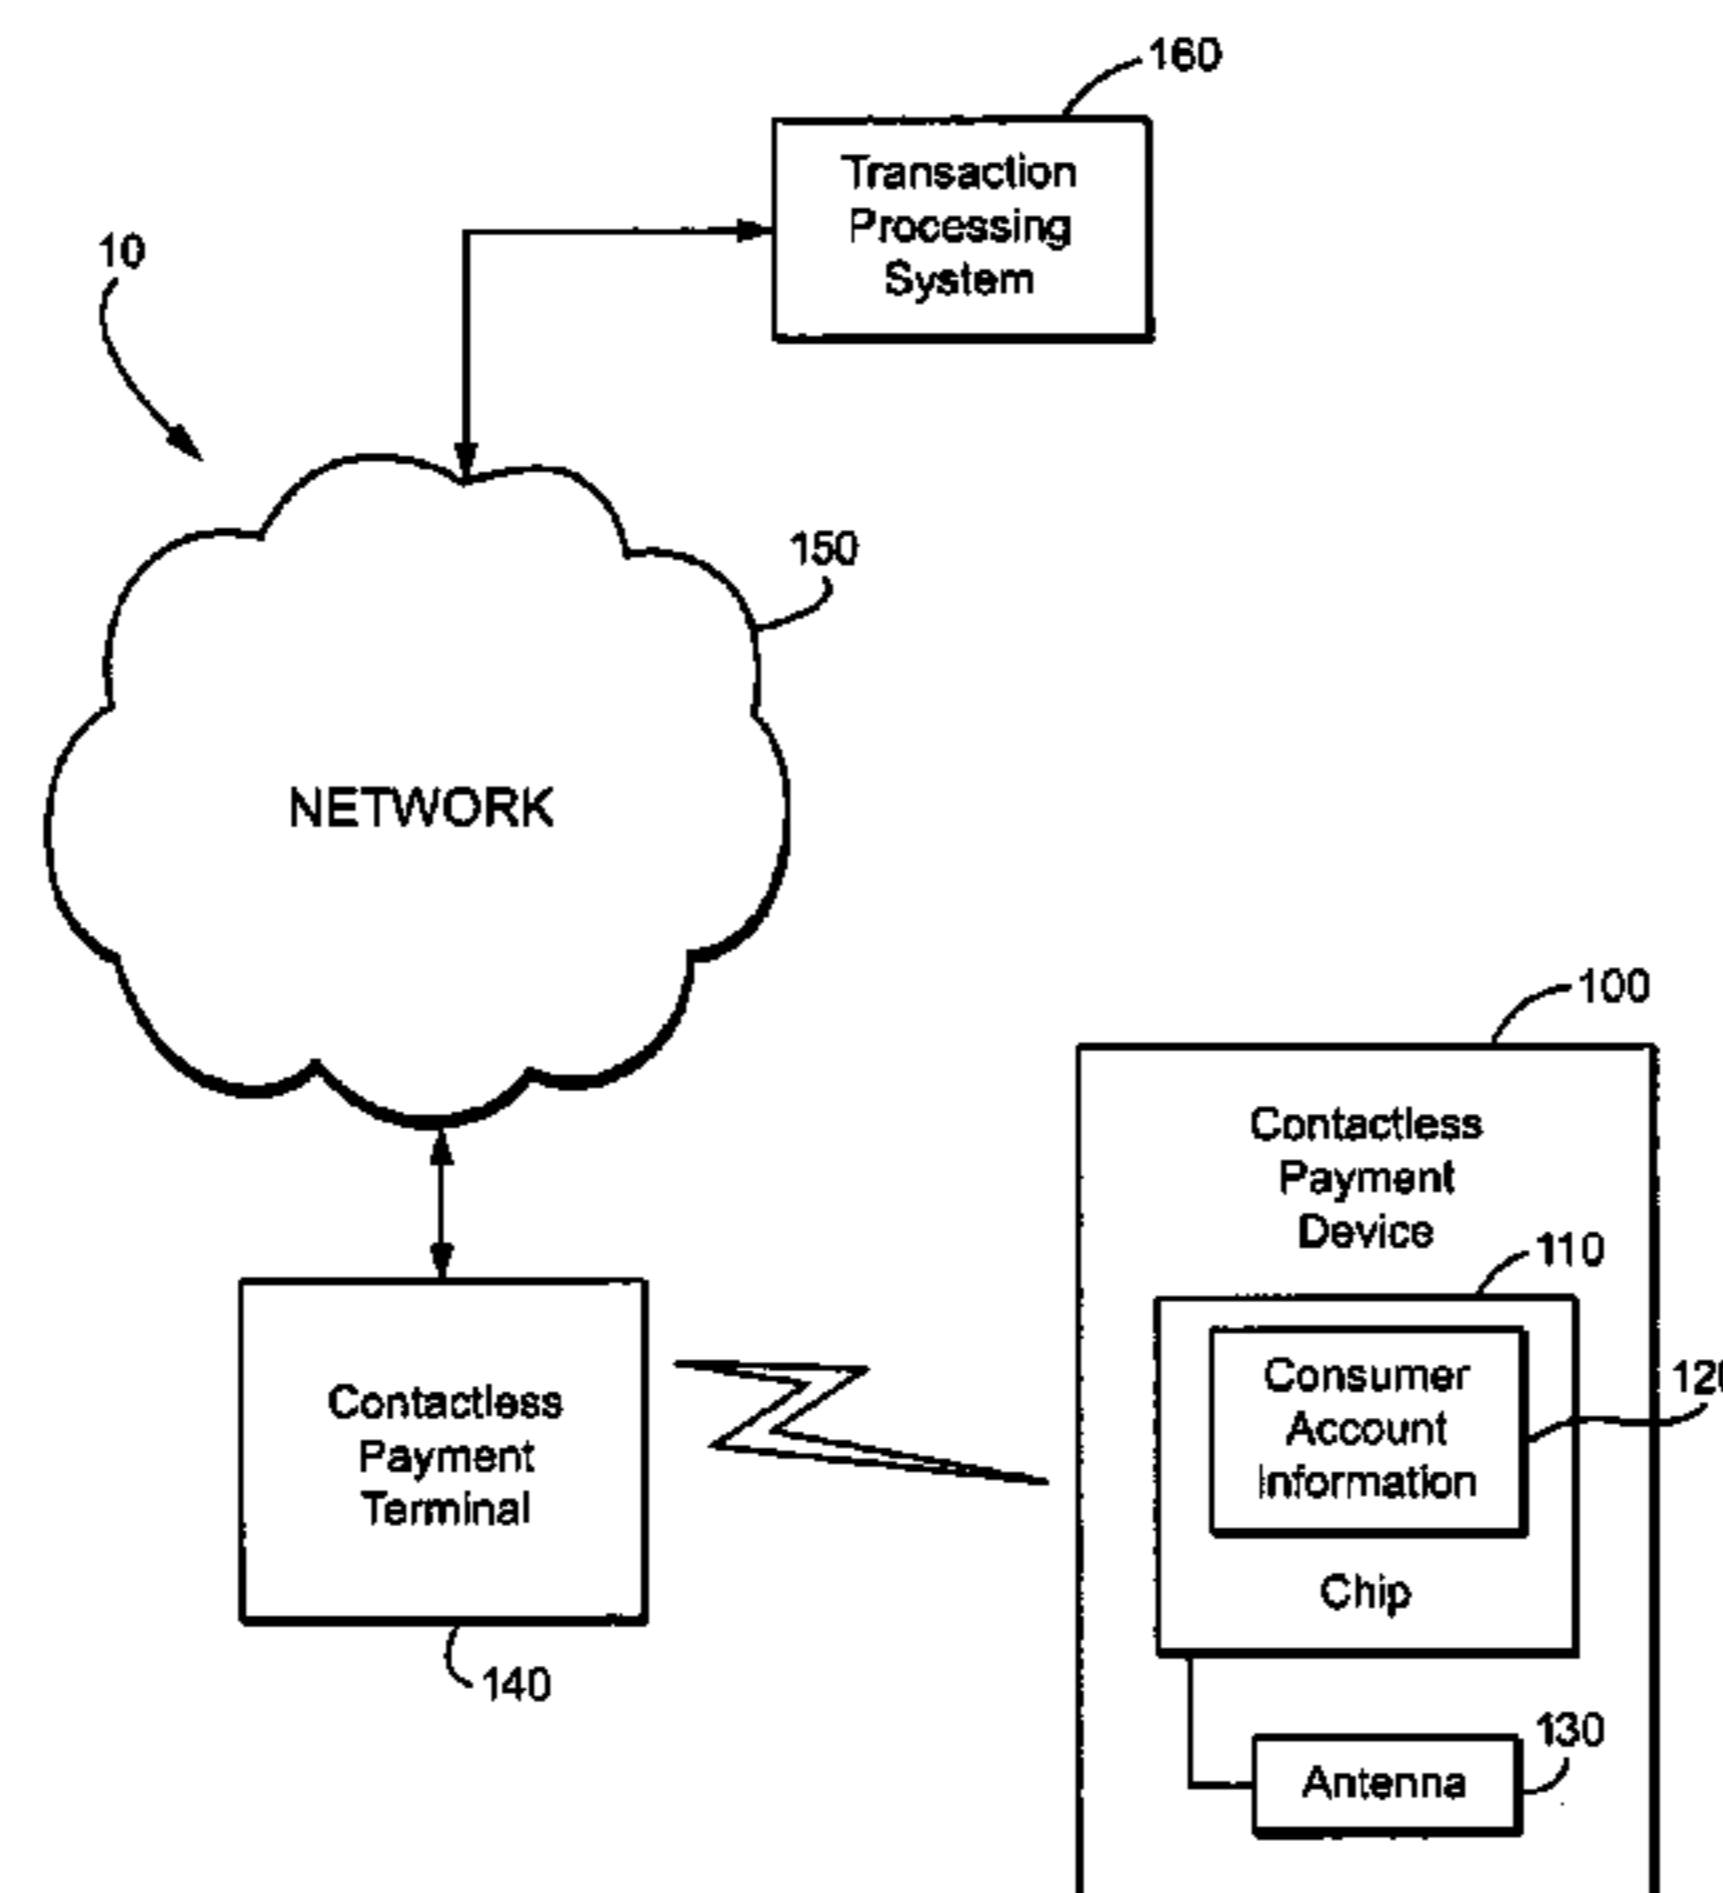 160
Transaction
Processing
System
10
150
NETWORK
100
Contactless
Payment
Device
110
Consumer
Account
Information
120
Chip
Contactless
Payment
Terminal
140
130
Antenna